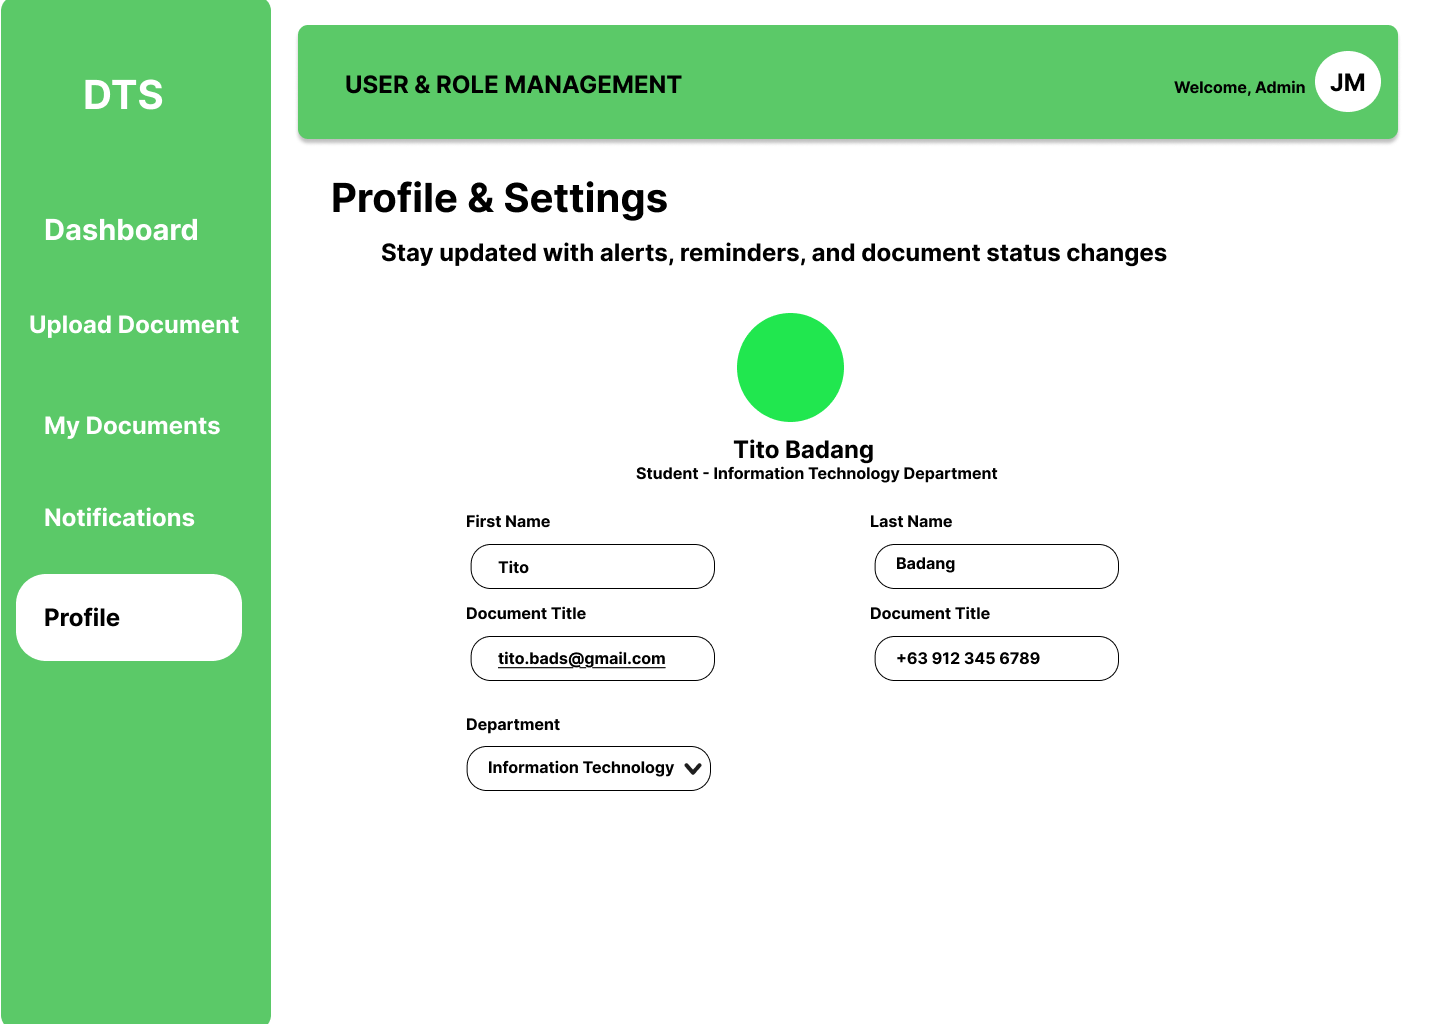 DTS
Dashboard
Upload Document
My Documents
Notifications
Profile
USER & ROLE MANAGEMENT
Welcome, Admin
JM
Profile & Settings
Stay updated with alerts, reminders, and document status changes
Tito Badang
Student - Information Technology Department
First Name
Last Name
Tito
Badang
Document Title
Document Title
tito.bads@gmail.com
+63 912 345 6789
Department
Information Technology